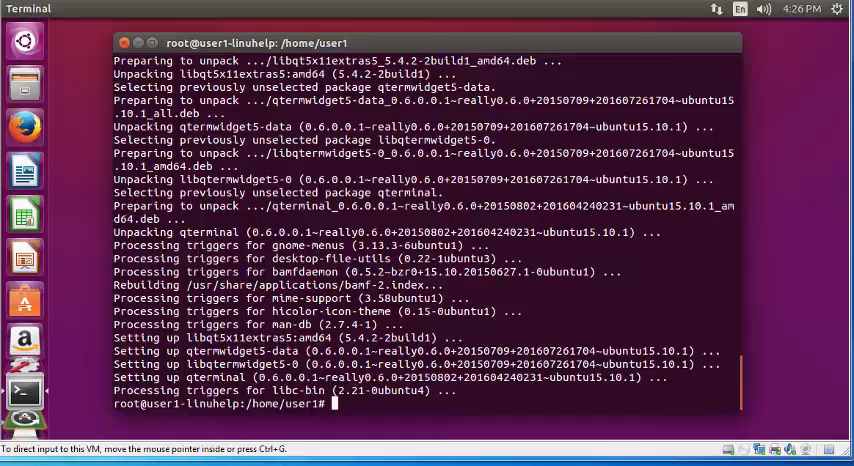 Terminal
En
4:26 PM
root@user1-linuhelp: /home/user1
Preparing to unpack .../libqt5x11extras5_5.4.2-2build1_amd64.deb ...
Unpacking libqt5x11extras5:amd64 (5.4.2-2build1) ...
Selecting previously unselected package qtermwidget5-data.
Preparing to unpack .../qtermwidget5-data_0.6.0.0.1~really0.6.0+20150709+201607261704~ubuntu15
.10.1_all.deb ...
Unpacking qtermwidget5-data (0.6.0.0.1~really0.6.0+20150709+201607261704~ubuntu15.10.1) ...
Selecting previously unselected package libqtermwidget5-0.
Preparing to unpack .../libqtermwidget5-0_0.6.0.0.1~really0.6.0+20150709+201607261704~ubuntu15
.10.1_amd64.deb ...
Unpacking libqtermwidget5-0 (0.6.0.0.1~really0.6.0+20150709+201607261704~ubuntu15.10.1) ...
Selecting previously unselected package qterminal.
Preparing to unpack .../qterminal_0.6.0.0.1~really0.6.0+20150802+201604240231~ubuntu15.10.1_am
d64.deb ...
Unpacking qterminal (0.6.0.0.1~really0.6.0+20150802+201604240231~ubuntu15.10.1) ...
Processing triggers for gnome-menus (3.13.3-6ubuntu1) ...
Processing triggers for desktop-file-utils (0.22-1ubuntu3) ...
Processing triggers for bamfdaemon (0.5.2~bzr0+15.10.20150627.1-0ubuntu1) ...
Rebuilding /usr/share/applications/bamf-2.index...
Processing triggers for mime-support (3.58ubuntu1) ...
Processing triggers for hicolor-icon-theme (0.15-0ubuntu1) ...
Processing triggers for man-db (2.7.4-1) ...
Setting up libqt5x11extras5:amd64 (5.4.2-2build1) ...
Setting up qtermwidget5-data (0.6.0.0.1~really0.6.0+20150709+201607261704~ubuntu15.10.1) ...
Setting up libqtermwidget5-0 (0.6.0.0.1~really0.6.0+20150709+201607261704~ubuntu15.10.1) ...
Setting up qterminal (0.6.0.0.1~really0.6.0+20150802+201604240231~ubuntu15.10.1) ...
Processing triggers for libc-bin (2.21-0ubuntu4) ...
root@user1-linuhelp:/home/user1#
To direct input to this VM, move the mouse pointer inside or press Ctrl+G.